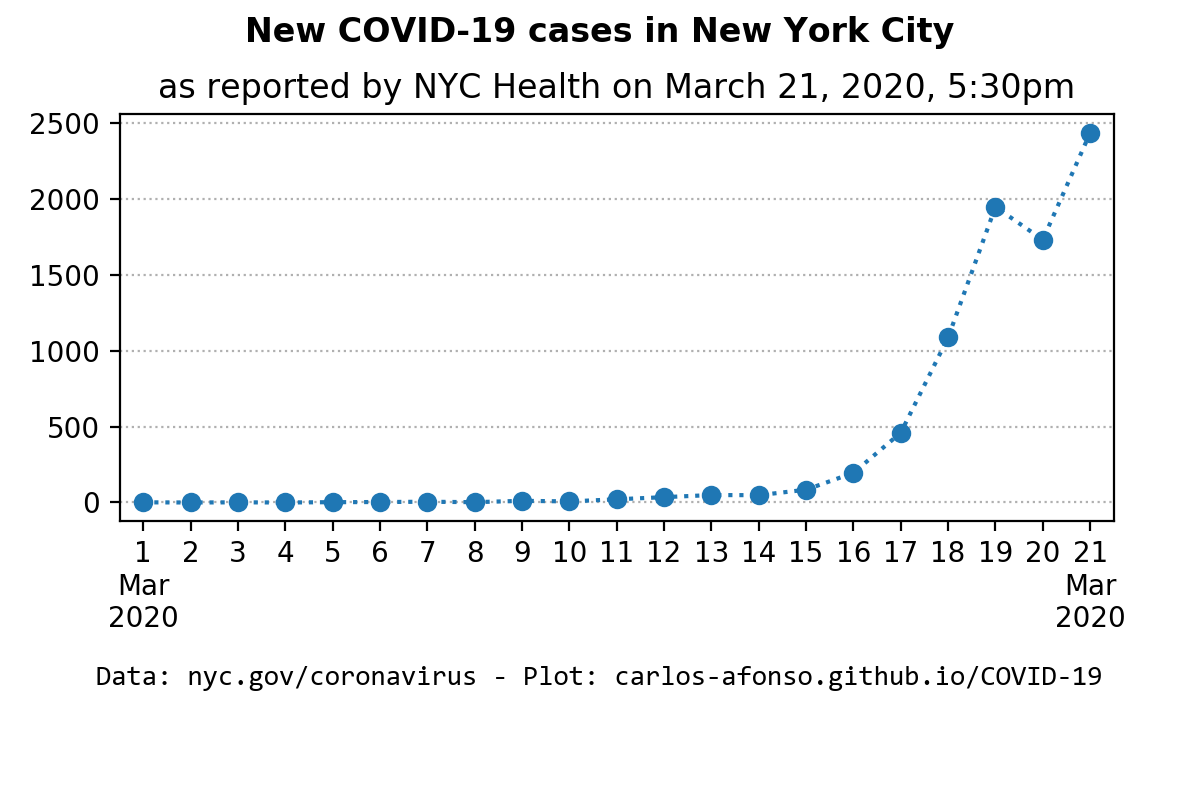 New COVID-19 cases in New York City
as reported by NYC Health on March 21, 2020, 5:30pm
2500
2000
1500
1000
500
0
1 2 3 4 5 6 7 8 9 10 11 12 13 14 15 16 17 18 19 20 21
Mar Mar
2020 2020
Data: nyc.gov/coronavirus - Plot: carlos-afonso.github.io/COVID-19